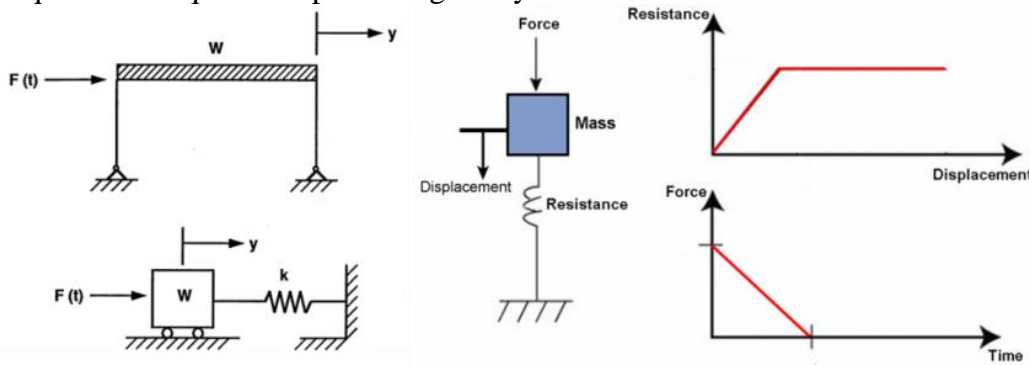 W
y
F (t)
y
F (t)
W
k
Force
Mass
Displacement
Resistance
Resistance
Displacement
Force
Time